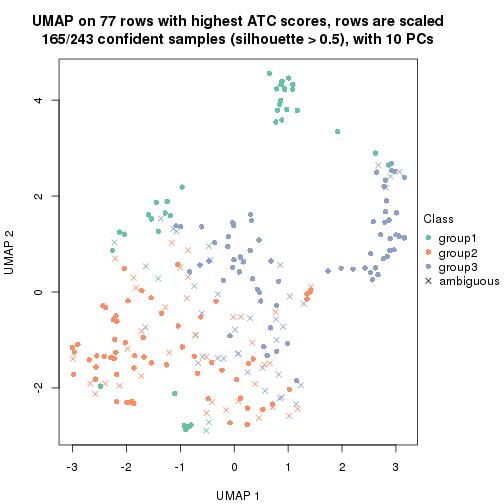 UMAP on 77 rows with highest ATC scores, rows are scaled
165/243 confident samples (silhouette > 0.5), with 10 PCs
4
2
0
-2
UMAP 2
-3
-2
-1
0
1
2
3
UMAP 1
Class
group1
group2
group3
ambiguous